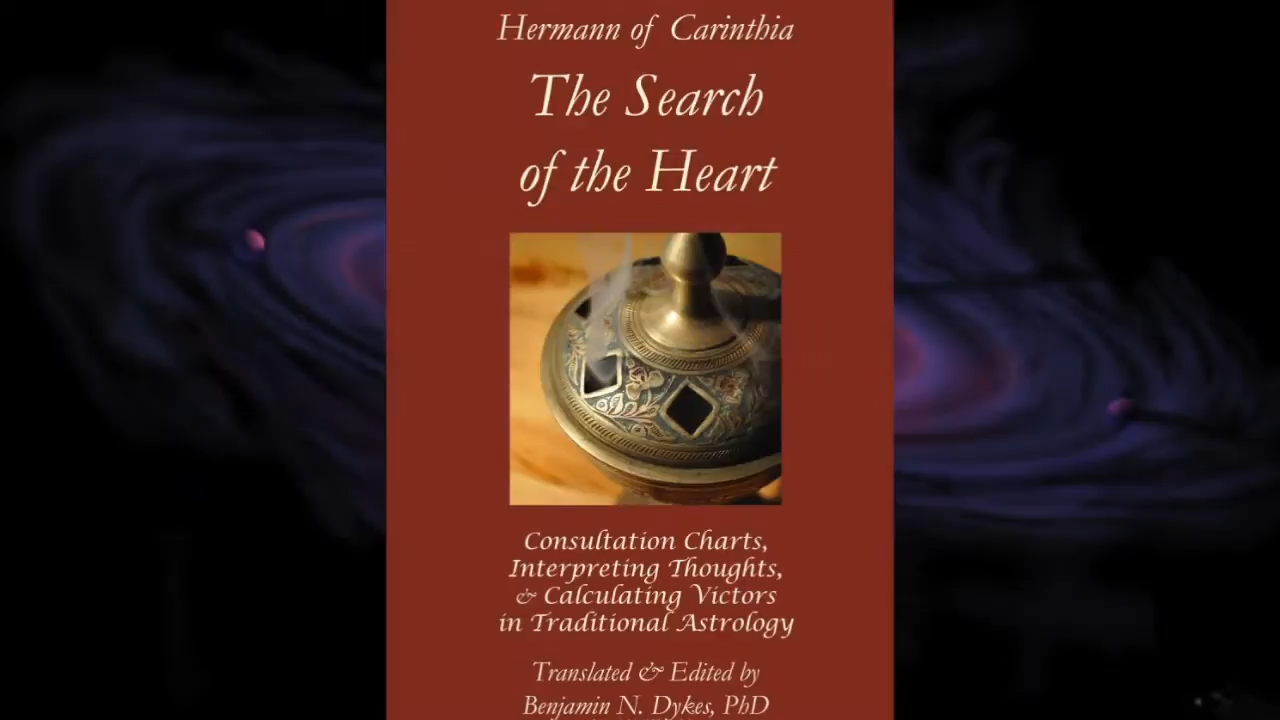 Hermann of Carinthia
The Search
of the Heart
Consultation Charts,
Interpreting Thoughts,
& Calculating Victors
in Traditional Astrology
Translated & Edited by
Benjamin N. Dykes, PhD